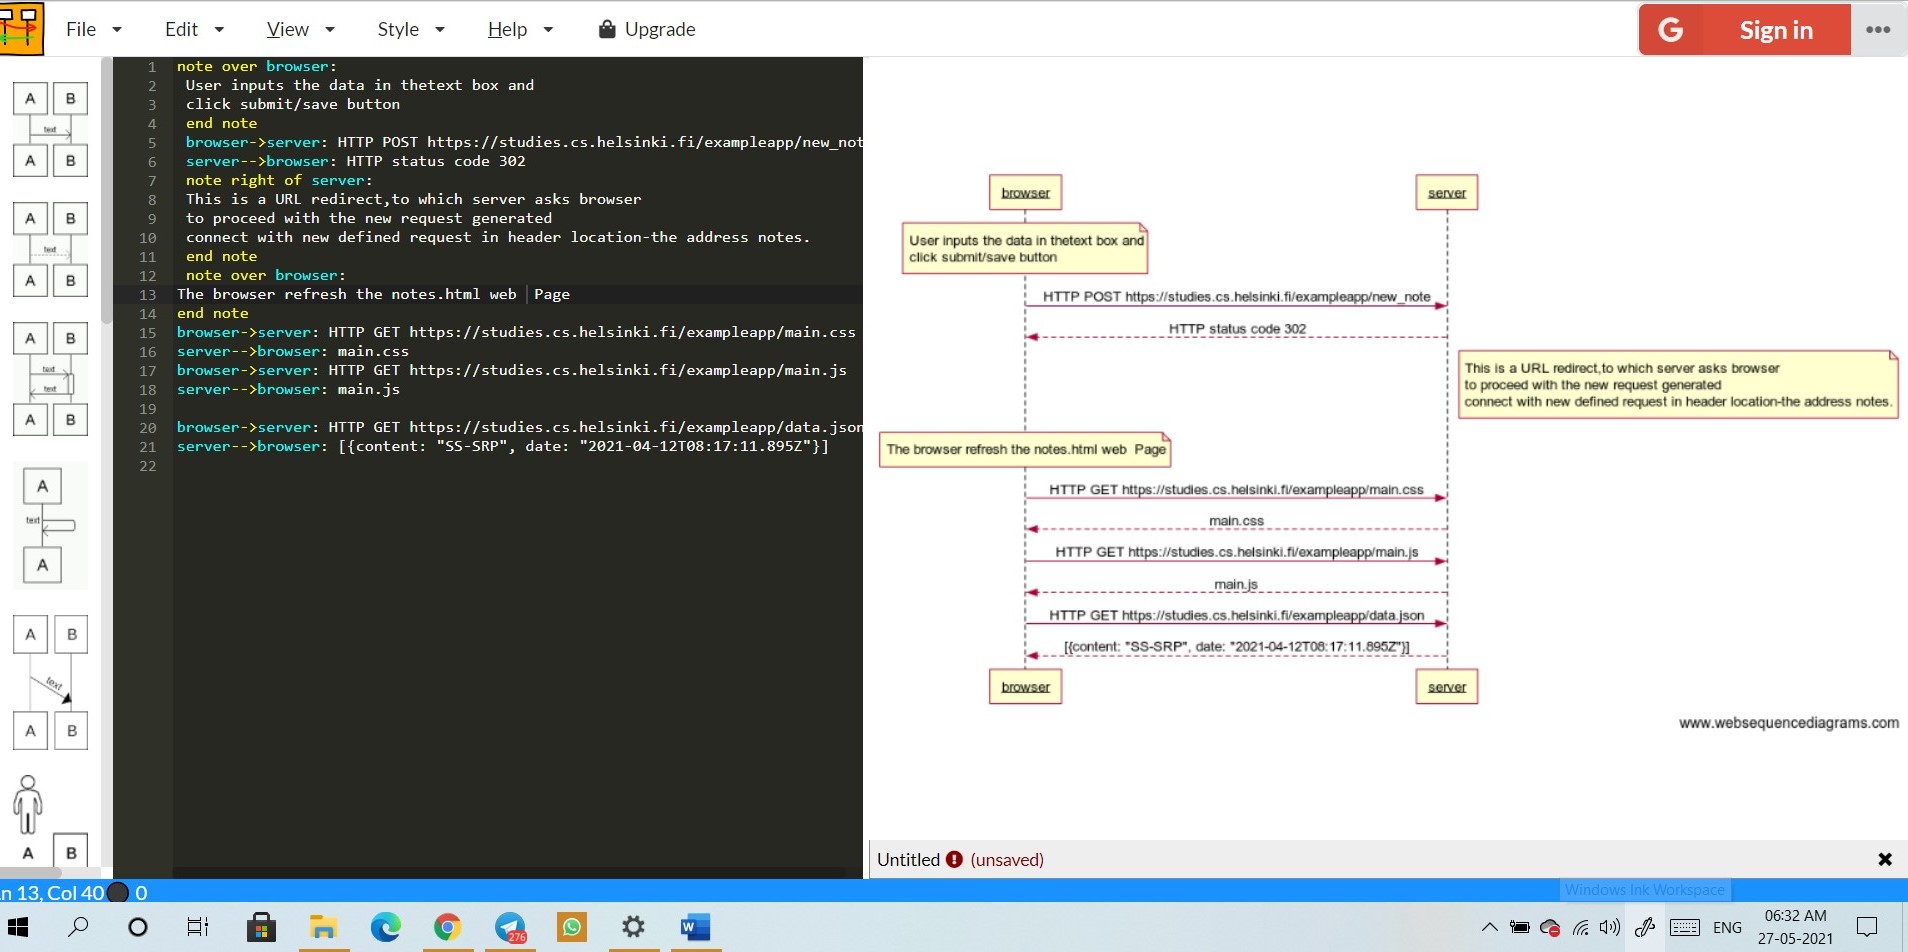 File Edit View Style Help Upgrade
G Sign in
A B
text
A B
A B
text
A B
A B
text
text
A B
A
text
A
A B
text
A B
A B
1 note over browser:
2 User inputs the data in thetext box and
3 click submit/save button
4 end note
5 browser->server: HTTP POST https://studies.cs.helsinki.fi/exampleapp/new_not
6 server-->browser: HTTP status code 302
7 note right of server:
8 This is a URL redirect,to which server asks browser
9 to proceed with the new request generated
10 connect with new defined request in header location-the address notes.
11 end note
12 note over browser:
13 The browser refresh the notes.html web  Page
14 end note
15 browser->server: HTTP GET https://studies.cs.helsinki.fi/exampleapp/main.css
16 server-->browser: main.css
17 browser->server: HTTP GET https://studies.cs.helsinki.fi/exampleapp/main.js
18 server-->browser: main.js
19
20 browser->server: HTTP GET https://studies.cs.helsinki.fi/exampleapp/data.json
21 server-->browser: [{content: "SS-SRP", date: "2021-04-12T08:17:11.895Z"}]
22
browser server
User inputs the data in thetext box and
click submit/save button
HTTP POST https://studies.cs.helsinki.fi/exampleapp/new_note
HTTP status code 302
This is a URL redirect,to which server asks browser
to proceed with the new request generated
connect with new defined request in header location-the address notes.
The browser refresh the notes.html web  Page
HTTP GET https://studies.cs.helsinki.fi/exampleapp/main.css
main.css
HTTP GET https://studies.cs.helsinki.fi/exampleapp/main.js
main.js
HTTP GET https://studies.cs.helsinki.fi/exampleapp/data.json
[{content: "SS-SRP", date: "2021-04-12T08:17:11.895Z"}]
browser server
www.websequencediagrams.com
Untitled ! (unsaved)
n 13, Col 40 0
Windows Ink Workspace
276
W
ENG
06:32 AM
27-05-2021